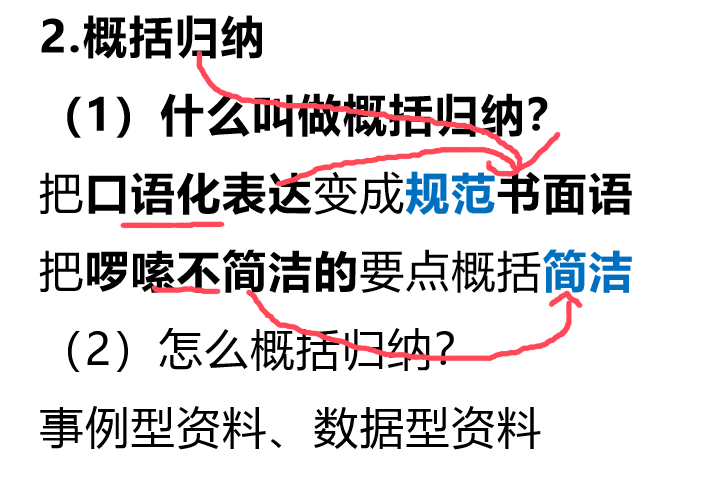 2.概括归纳
（1）什么叫做概括归纳?
把口语化表达变成规范书面语
把啰嗦不简洁的要点概括简洁
（2）怎么概括归纳?
事例型资料、数据型资料